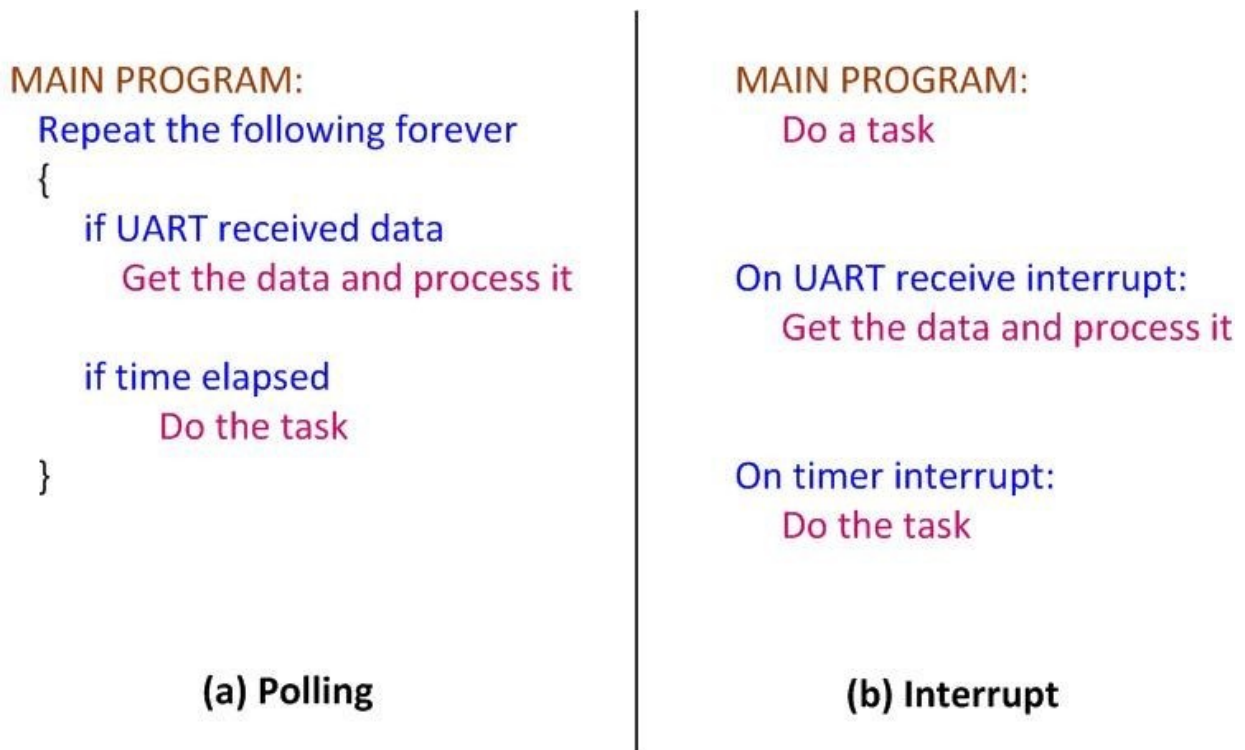 MAIN PROGRAM:
Repeat the following forever
{
if UART received data
Get the data and process it
if time elapsed
Do the task
}
(a) Polling
MAIN PROGRAM:
Do a task
On UART receive interrupt:
Get the data and process it
On timer interrupt:
Do the task
(b) Interrupt